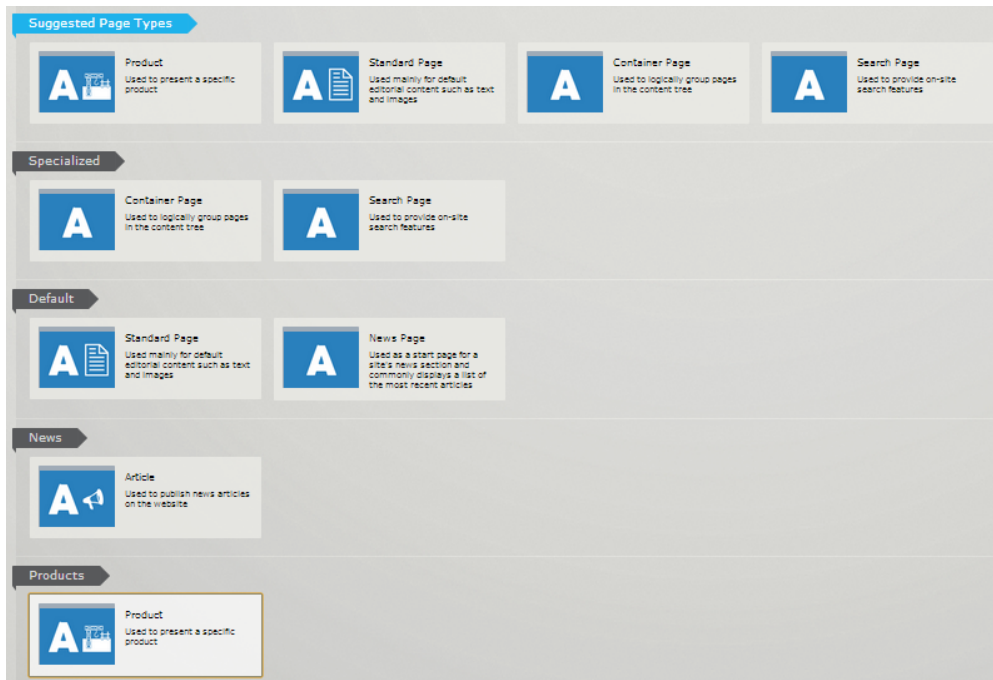 Suggested Page Types
Product
Used to present a specific
product
Standard Page
Used mainly for default
editorial content such as text
and images
Container Page
Used to logically group pages
in the content tree
Search Page
Used to provide on-site
search features
A
A
A
A
Specialized
Container Page
Used to logically group pages
in the content tree
Search Page
Used to provide on-site
search features
A
A
Default
Standard Page
Used mainly for default
editorial content such as text
and images
News Page
Used as a start page for a
site's news section and
commonly displays a list of
the most recent articles
A
A
News
Article
Used to publish news articles
on the website
A
Products
Product
Used to present a specific
product
A